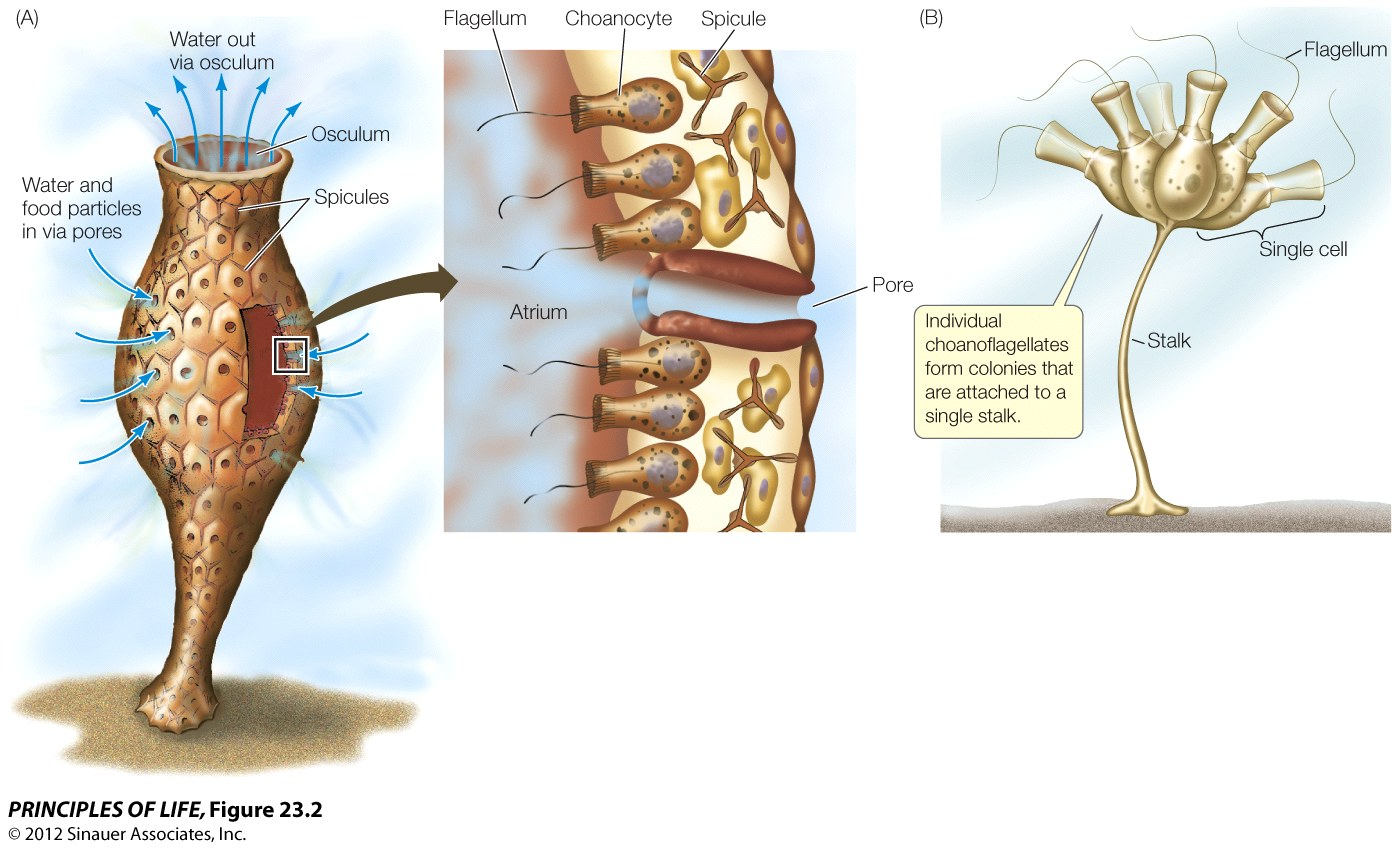 (A)
Water out
via osculum
Osculum
Water and
food particles
in via pores
Spicules
Flagellum
Choanocyte
Spicule
Atrium
Pore
(B)
Flagellum
Single cell
Individual
choanoflagellates
form colonies that
are attached to a
single stalk.
Stalk
PRINCIPLES OF LIFE, Figure 23.2
© 2012 Sinauer Associates, Inc.